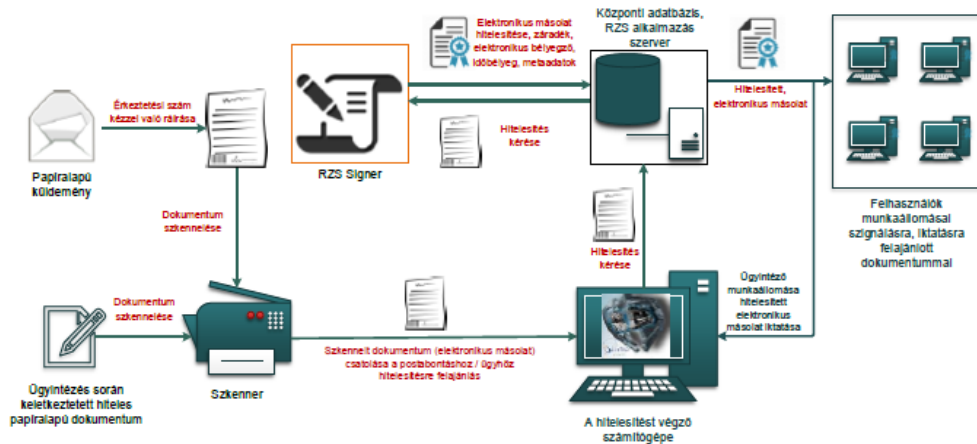 Elektronikus másolat
hitelesítése, záradék,
elektronikus bélyegző,
időbélyeg, metaadatok
Központi adatbázis,
RZS alkalmazás
szerver
Hitelesített,
elektronikus másolat
Érkeztetési szám
kézzel való ráírása
Hitelesítés
kérése
Papíralapú
küldemény
RZS Signer
Felhasználók
munkaállomásai
szignálásra, iktatásra
felajánlott
dokumentummal
Dokumentum
szkennelése
Hitelesítés
kérése
Ügyintéző
munkaállomása
hitelesített
elektronikus
másolat iktatása
Dokumentum
szkennelése
Szkennelt dokumentum (elektronikus másolat)
csatolása a postabontáshoz / ügyhöz
hitelesítésre felajánlás
Ügyintézés során
keletkeztetett hiteles
papíralapú dokumentum
Szkenner
A hitelesítést végző
számítógépe